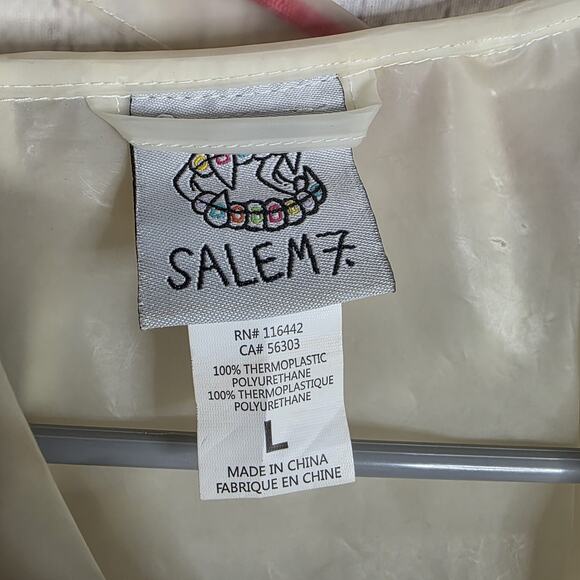 SALEM7.
RN# 116442
CA# 56303
100% THERMOPLASTIC
POLYURETHANE
100% THERMOPLASTIQUE
POLYURETHANE
L
MADE IN CHINA
FABRIQUE EN CHINE